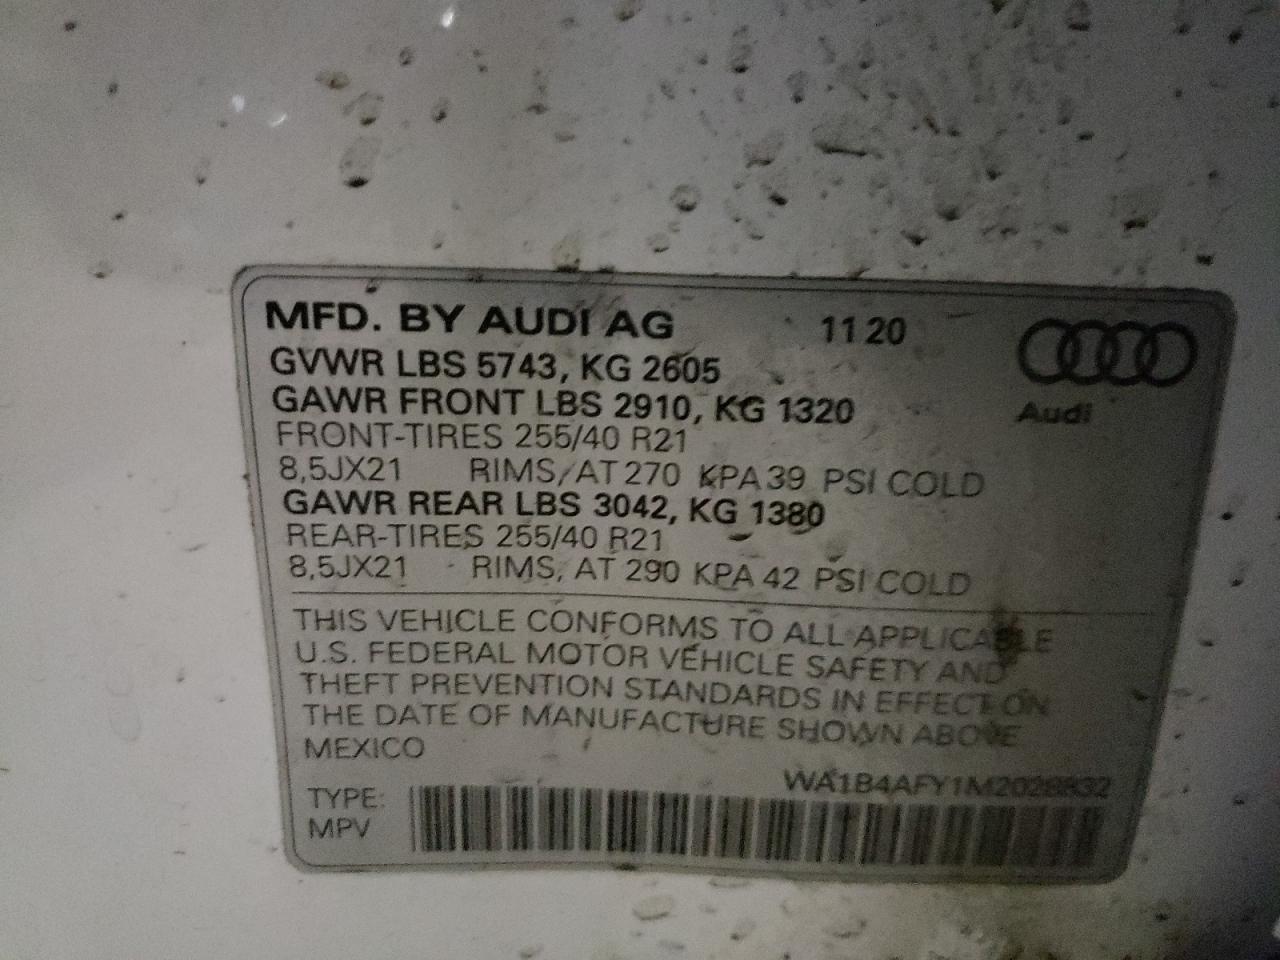 MFD. BY AUDI AG 11 20
GVWR LBS 5743, KG 2605
GAWR FRONT LBS 2910, KG 1320
Audi
FRONT-TIRES 255/40 R21
8,5JX21 RIMS, AT 270 KPA 39 PSI COLD
GAWR REAR LBS 3042, KG 1380
REAR-TIRES 255/40 R21
8,5JX21 RIMS, AT 290 KPA 42 PSI COLD
THIS VEHICLE CONFORMS TO ALL APPLICABLE
U.S. FEDERAL MOTOR VEHICLE SAFETY AND
THEFT PREVENTION STANDARDS IN EFFECT ON
THE DATE OF MANUFACTURE SHOWN ABOVE
MEXICO
TYPE:
MPV